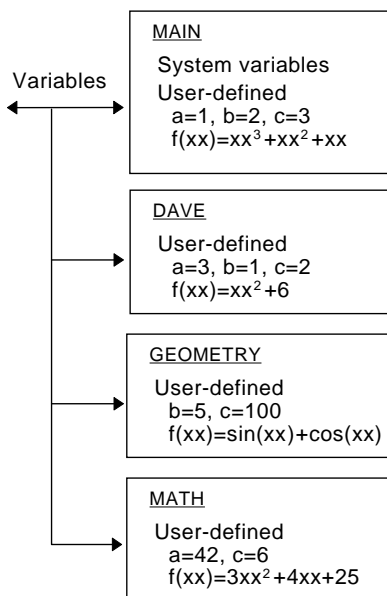 Variables
MAIN
System variables
User-defined
a=1, b=2, c=3
f(xx)=xx³+xx²+xx
DAVE
User-defined
a=3, b=1, c=2
f(xx)=xx²+6
GEOMETRY
User-defined
b=5, c=100
f(xx)=sin(xx)+cos(xx)
MATH
User-defined
a=42, c=6
f(xx)=3xx²+4xx+25